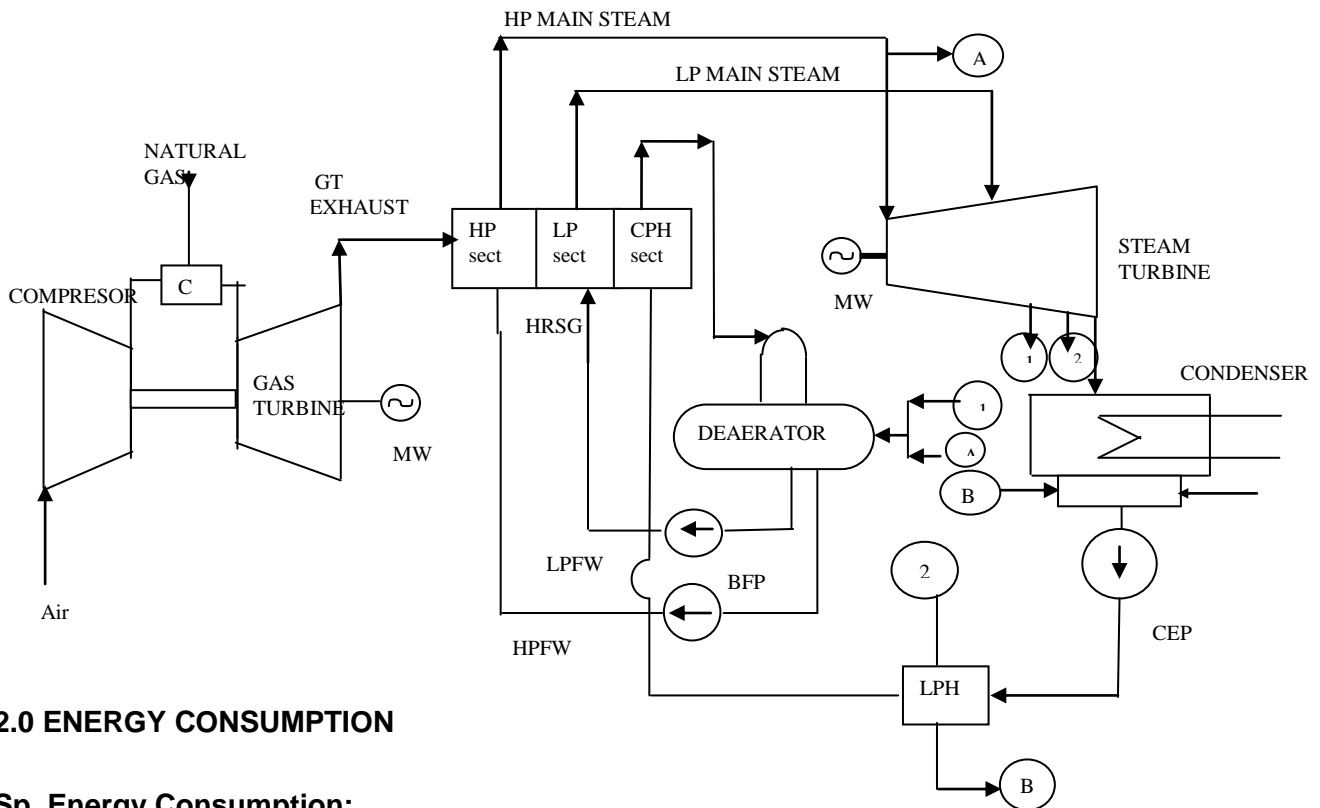 HP MAIN STEAM
A
LP MAIN STEAM
NATURAL
GAS
GT
EXHAUST
HP
sect
LP
sect
CPH
sect
STEAM
TURBINE
C
COMPRESOR
MW
HRSG
1
2
CONDENSER
GAS
TURBINE
1
DEAERATOR
MW
A
B
LPFW
2
BFP
Air
CEP
HPFW
LPH
2.0 ENERGY CONSUMPTION
B
Sp. Energy Consumption: